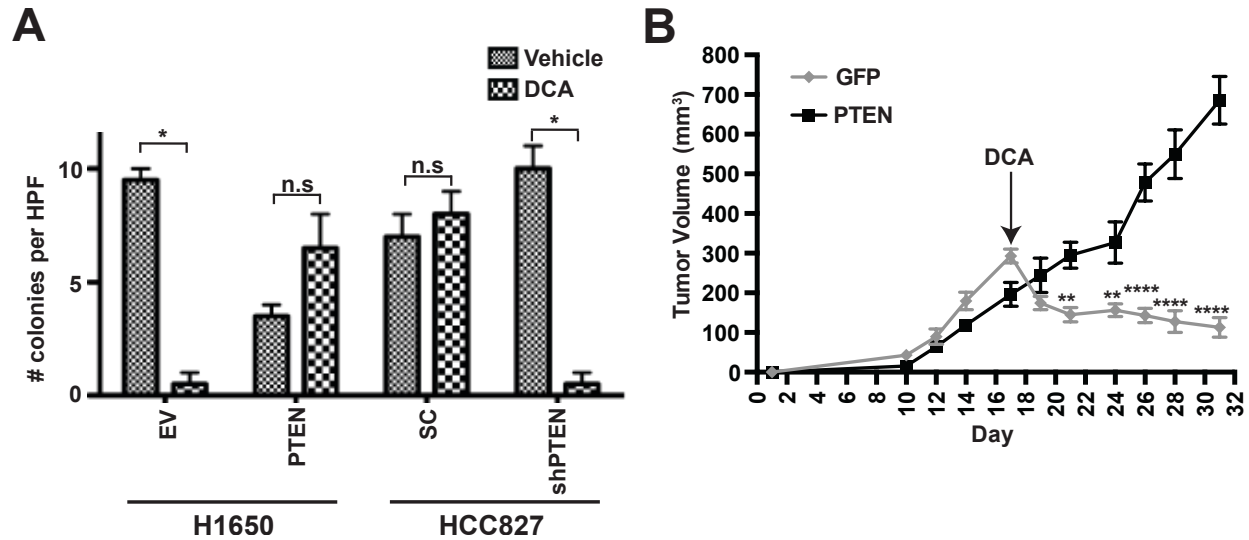 A
Vehicle
DCA
# colonies per HPF
10
5
0
*
n.s
n.s
*
EV
PTEN
SC
shPTEN
H1650
HCC827
B
Tumor Volume (mm³)
800
700
600
500
400
300
200
100
0
GFP
PTEN
DCA
** ** **** **** ****
0 2 4 6 8 10 12 14 16 18 20 22 24 26 28 30 32
Day